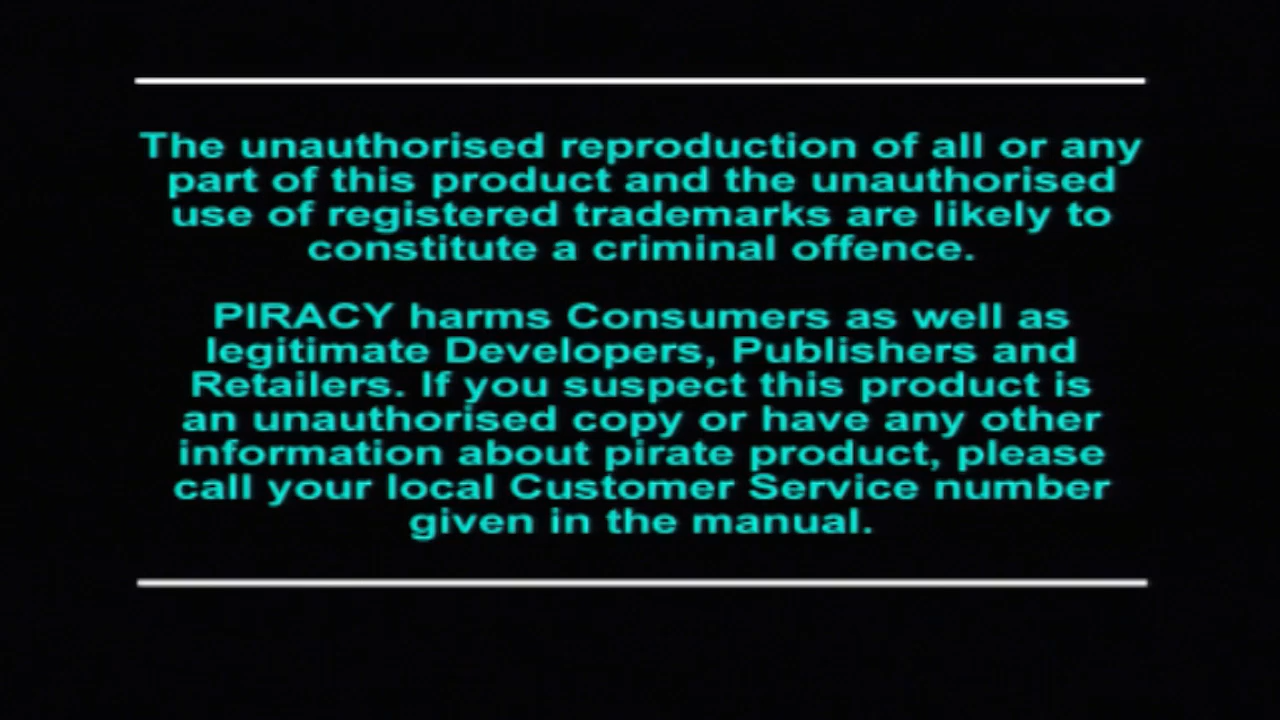 The unauthorised reproduction of all or any
part of this product and the unauthorised
use of registered trademarks are likely to
constitute a criminal offence.
PIRACY harms Consumers as well as
legitimate Developers, Publishers and
Retailers. If you suspect this product is
an unauthorised copy or have any other
information about pirate product, please
call your local Customer Service number
given in the manual.